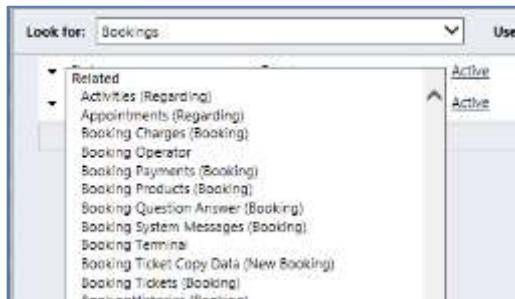 Look for: Bookings Use
Active
Related
Activities (Regarding)
Active
Appointments (Regarding)
Booking Charges (Booking)
Booking Operator
Booking Payments (Booking)
Booking Products (Booking)
Booking Question Answer (Booking)
Booking System Messages (Booking)
Booking Terminal
Booking Ticket Copy Data (New Booking)
Booking Tickets (Booking)